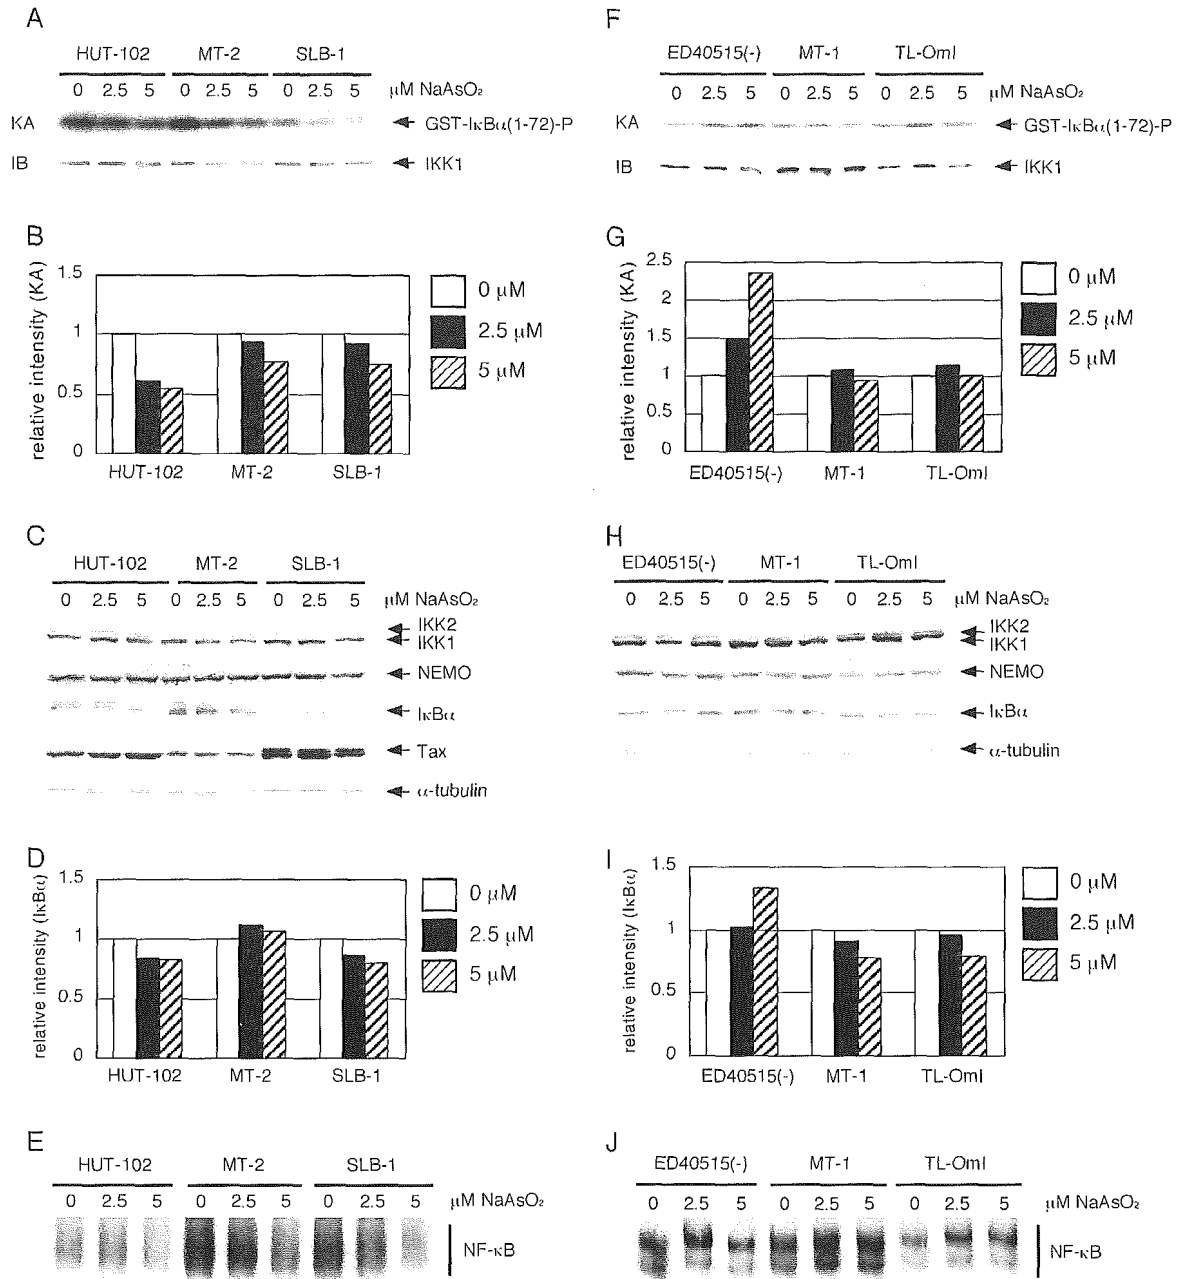 A
HUT-102 MT-2 SLB-1
0 2.5 5 0 2.5 5 0 2.5 5 μM NaAsO₂
KA GST-IκBα(1-72)-P
IB IKK1
B
relative intensity (KA)
1.5
1
0.5
0
HUT-102 MT-2 SLB-1
0 μM
2.5 μM
5 μM
C
HUT-102 MT-2 SLB-1
0 2.5 5 0 2.5 5 0 2.5 5 μM NaAsO₂
IKK2
IKK1
NEMO
IκBα
Tax
α-tubulin
D
relative intensity (IκBα)
1.5
1
0.5
0
HUT-102 MT-2 SLB-1
0 μM
2.5 μM
5 μM
E
HUT-102 MT-2 SLB-1
0 2.5 5 0 2.5 5 0 2.5 5 μM NaAsO₂
NF-κB
F
ED40515(-) MT-1 TL-OmI
0 2.5 5 0 2.5 5 0 2.5 5 μM NaAsO₂
KA GST-IκBα(1-72)-P
IB IKK1
G
relative intensity (KA)
2.5
2
1.5
1
0.5
0
ED40515(-) MT-1 TL-OmI
0 μM
2.5 μM
5 μM
H
ED40515(-) MT-1 TL-OmI
0 2.5 5 0 2.5 5 0 2.5 5 μM NaAsO₂
IKK2
IKK1
NEMO
IκBα
α-tubulin
I
relative intensity (IκBα)
1.5
1
0.5
0
ED40515(-) MT-1 TL-OmI
0 μM
2.5 μM
5 μM
J
ED40515(-) MT-1 TL-OmI
0 2.5 5 0 2.5 5 0 2.5 5 μM NaAsO₂
NF-κB